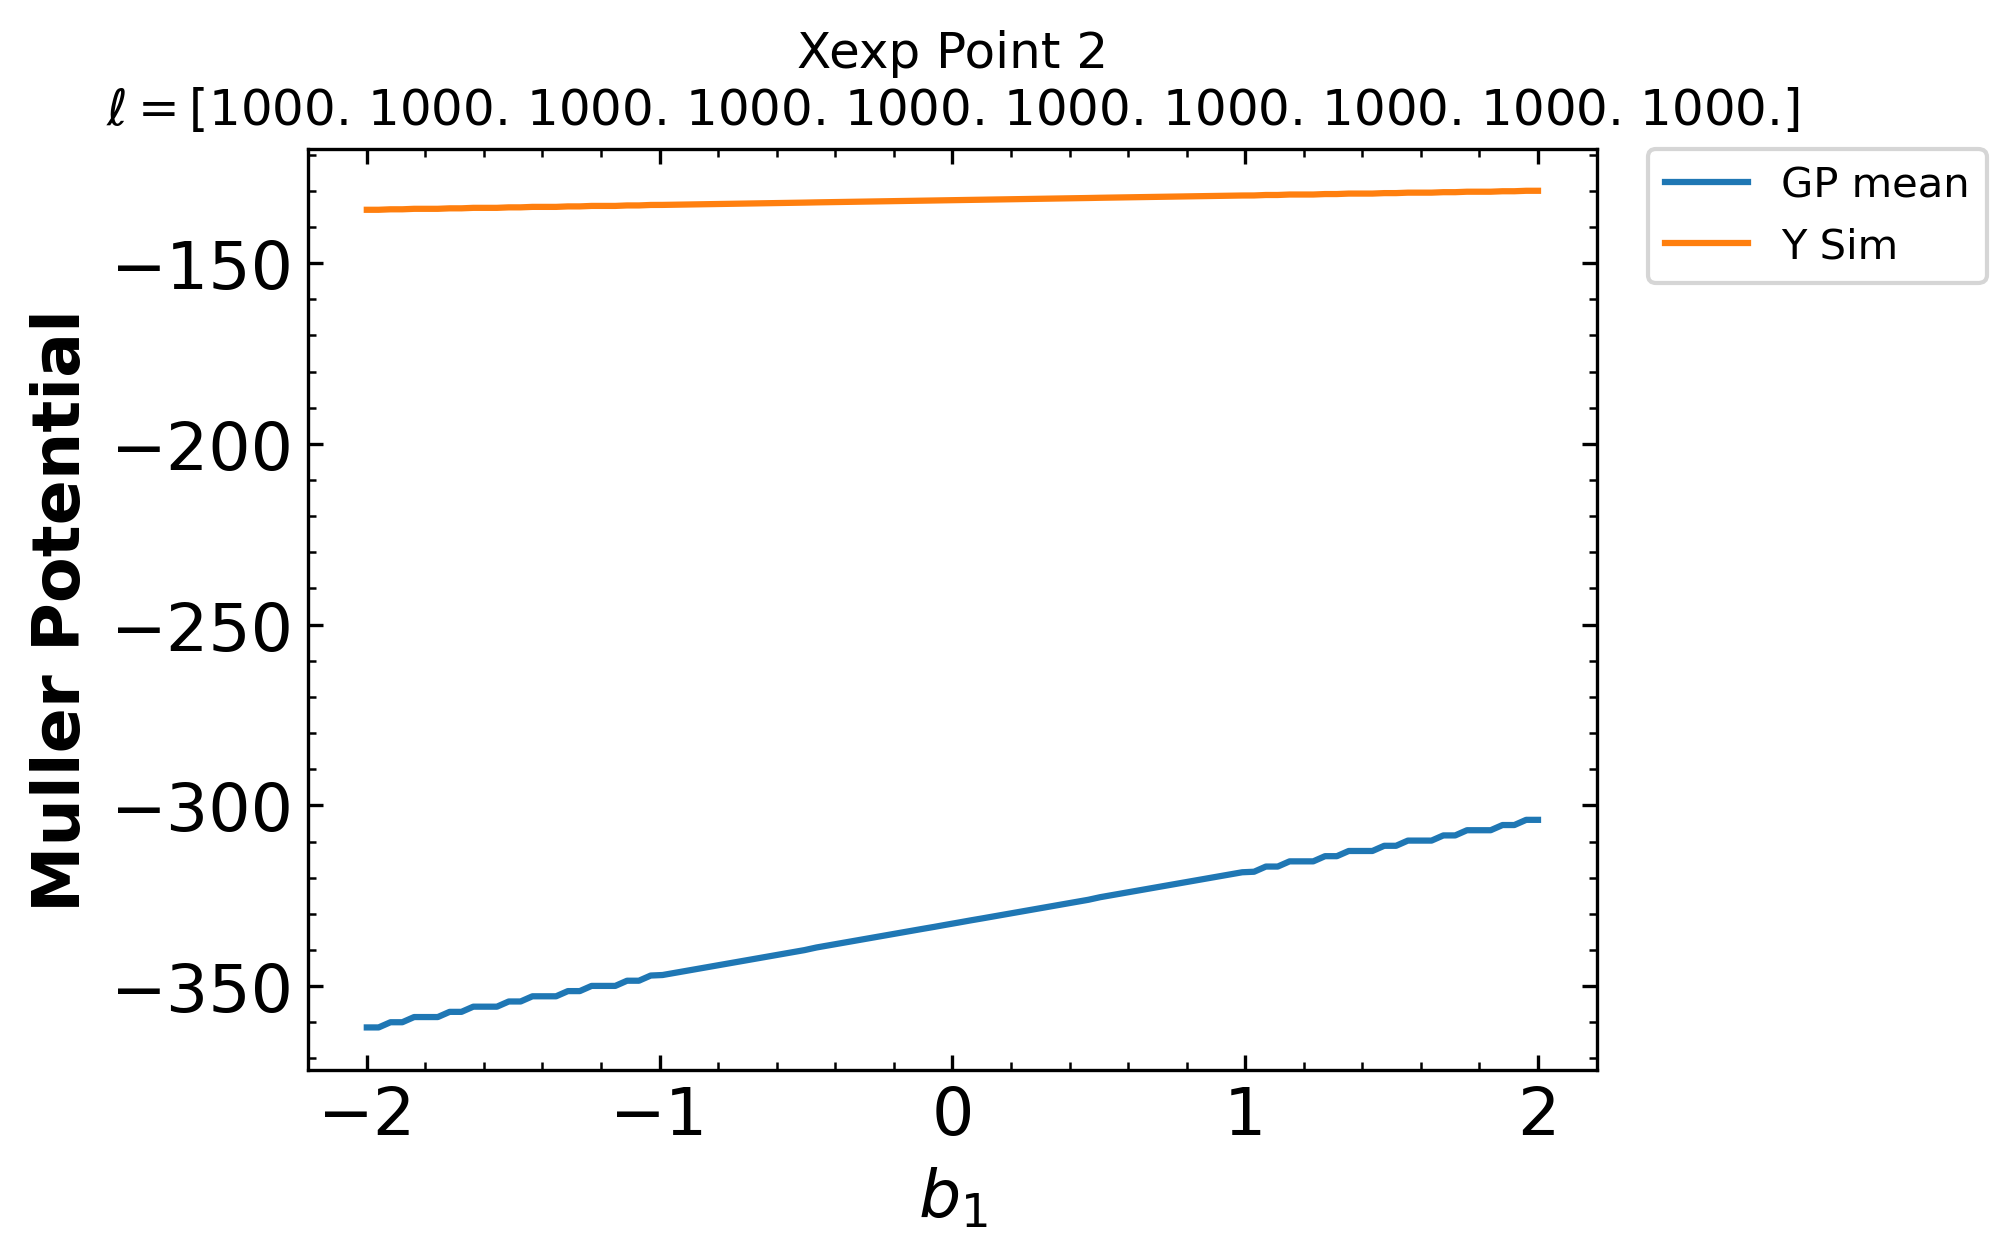 Xexp Point 2
ℓ = [1000. 1000. 1000. 1000. 1000. 1000. 1000. 1000. 1000. 1000.]
GP mean
Y Sim
Muller Potential
−150
−200
−250
−300
−350
−2 −1 0 1 2
b₁